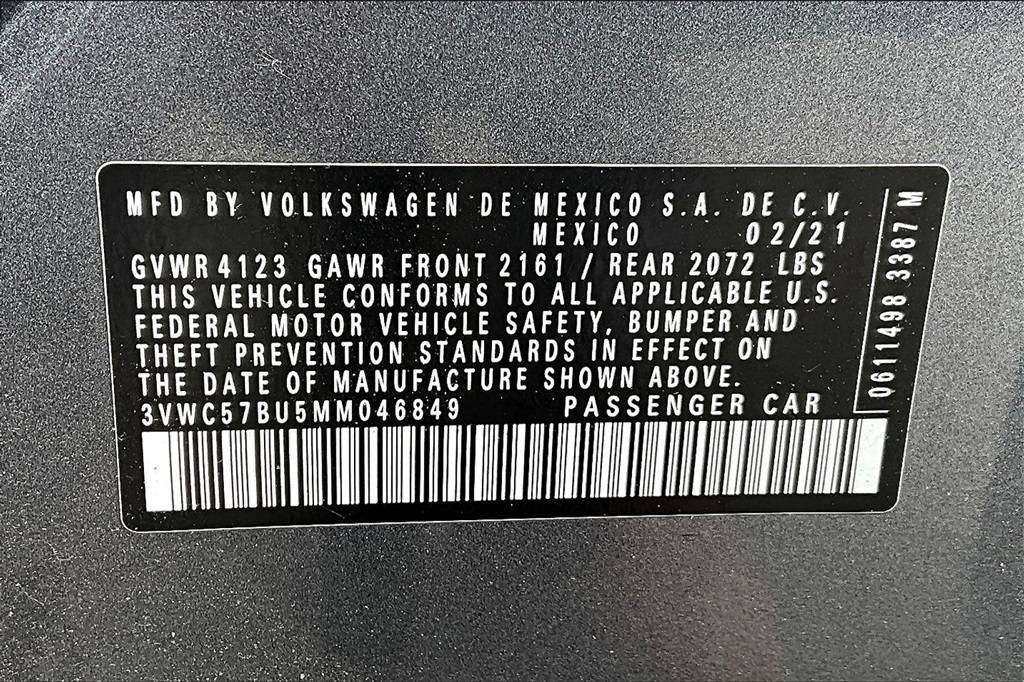 MFD BY VOLKSWAGEN DE MEXICO S.A. DE C.V.
MEXICO 02/21
GVWR 4123 GAWR FRONT 2161 / REAR 2072 LBS
THIS VEHICLE CONFORMS TO ALL APPLICABLE U.S.
FEDERAL MOTOR VEHICLE SAFETY, BUMPER AND
THEFT PREVENTION STANDARDS IN EFFECT ON
THE DATE OF MANUFACTURE SHOWN ABOVE.
3VWC57BU5MM046849 PASSENGER CAR
0611498 3387 M